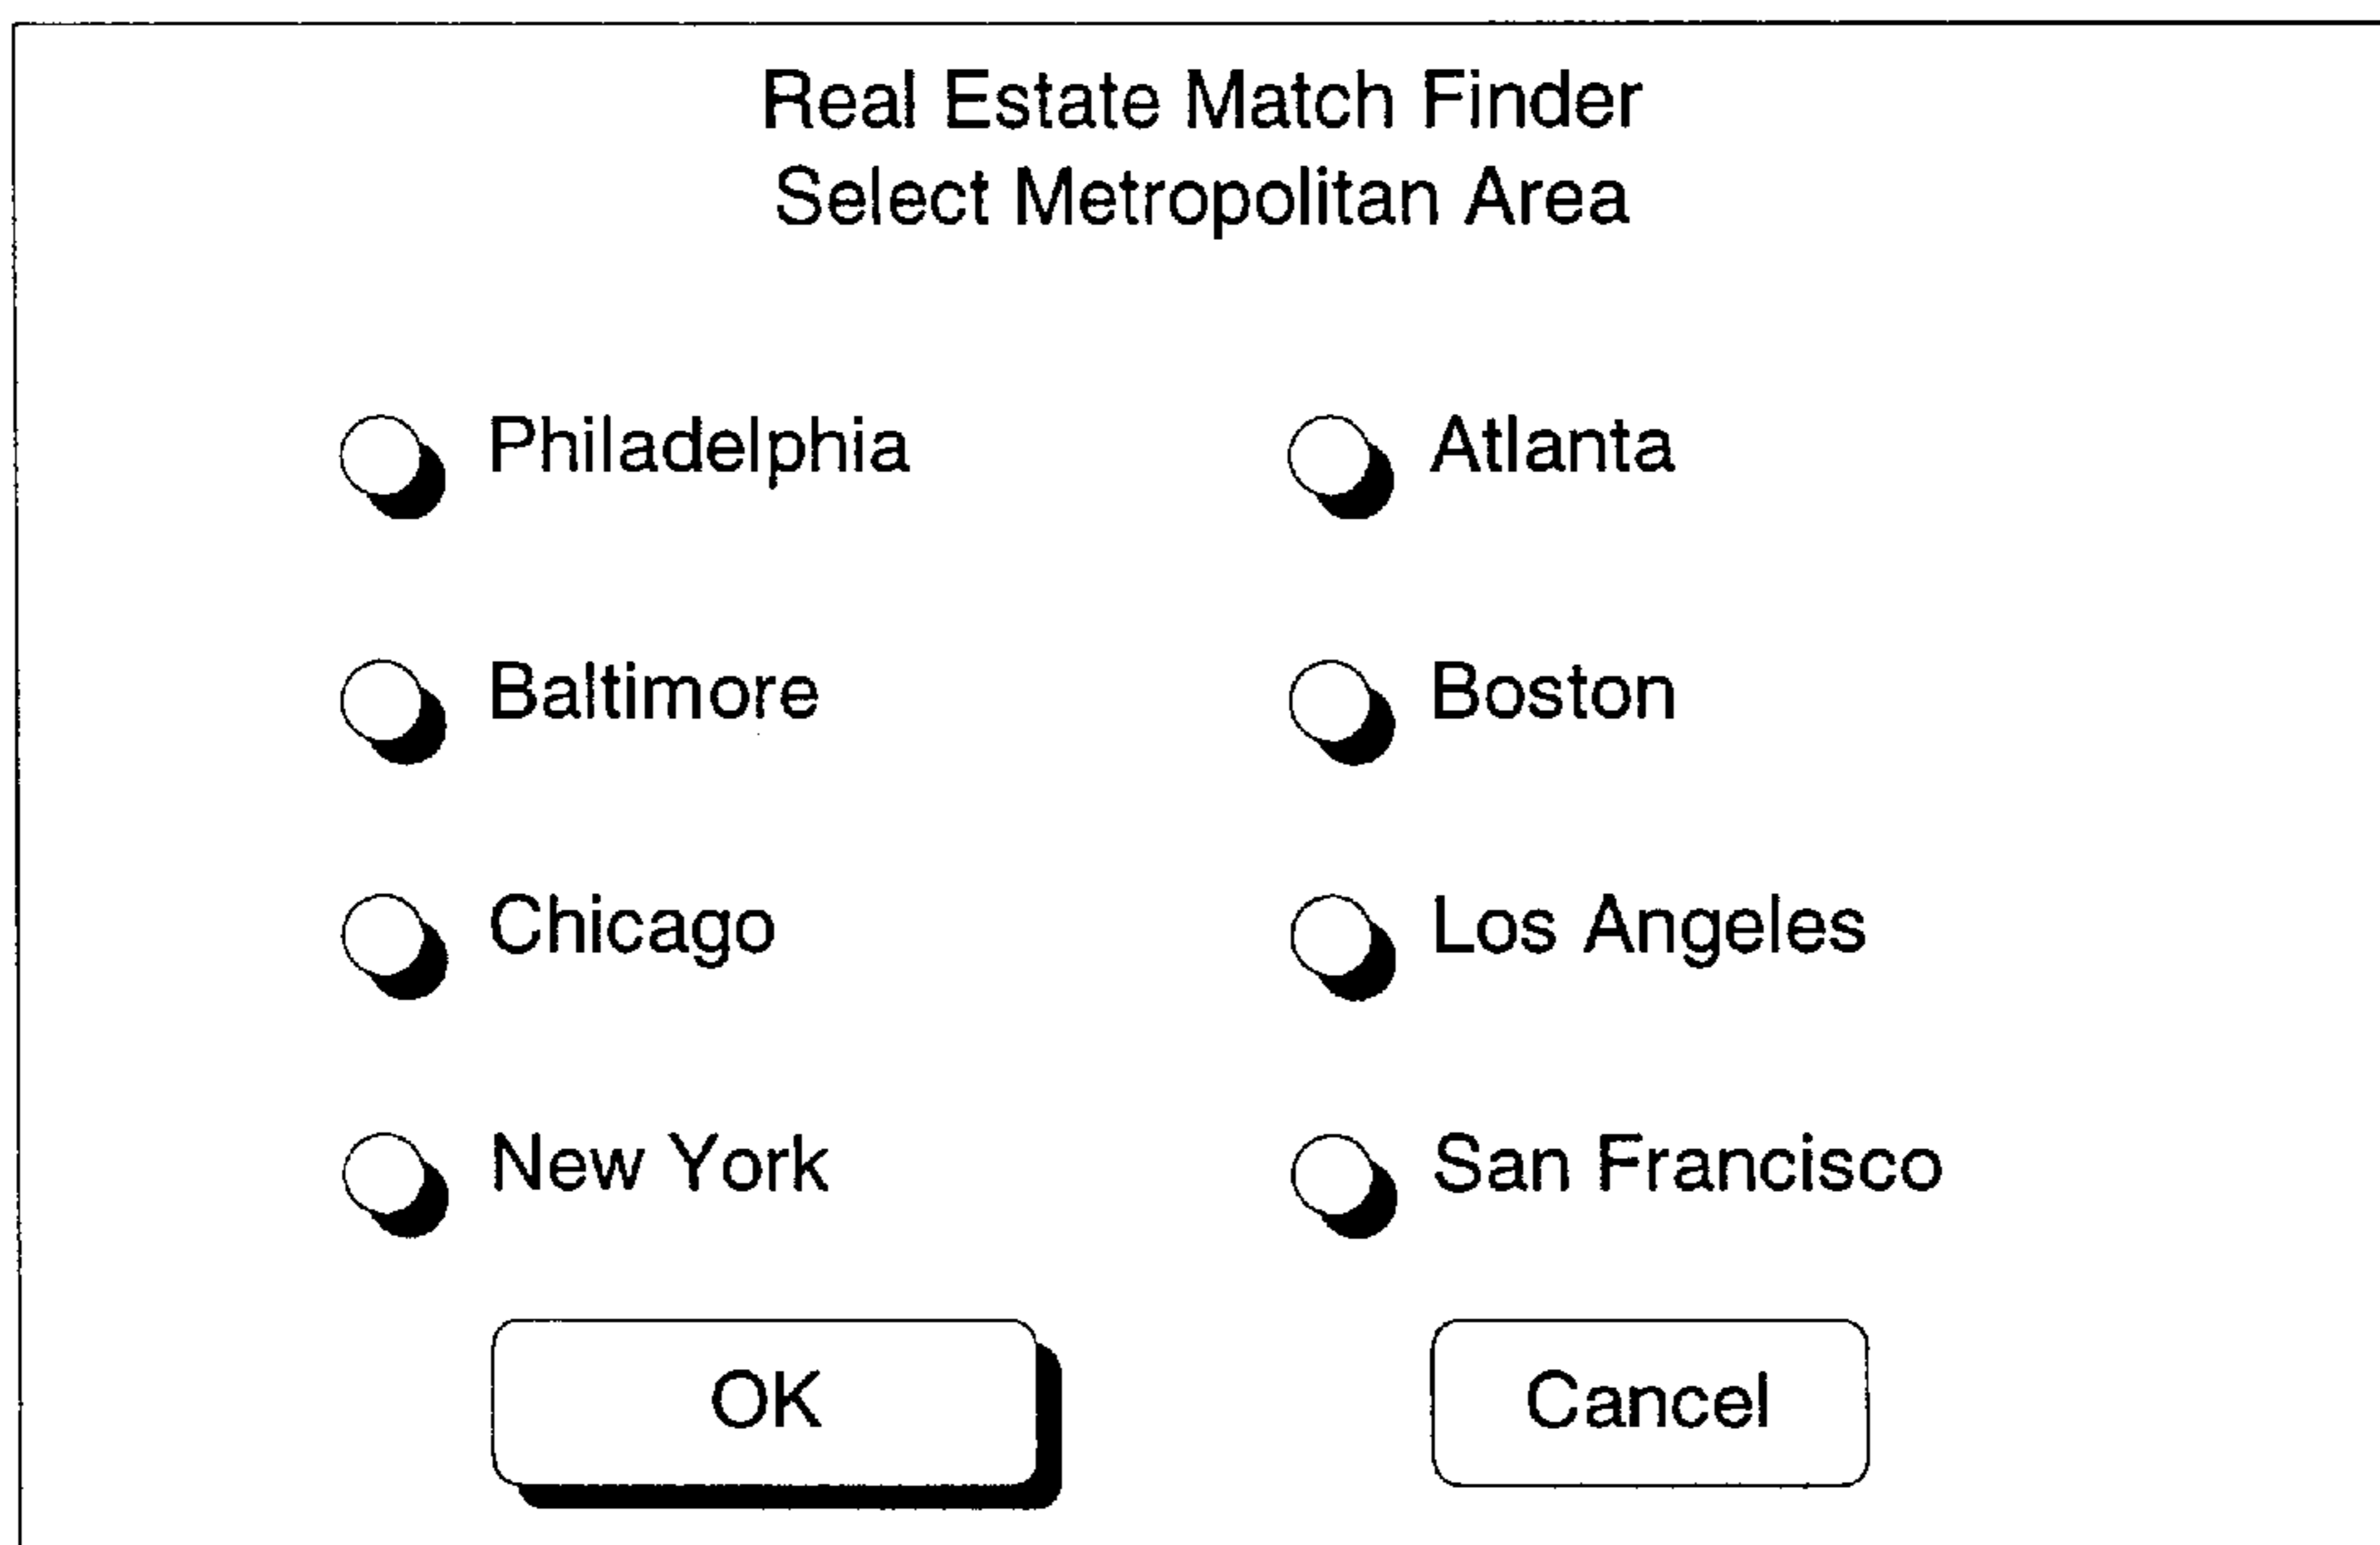 Real Estate Match Finder
Select Metropolitan Area
Philadelphia Atlanta
Baltimore Boston
Chicago Los Angeles
New York San Francisco
OK Cancel